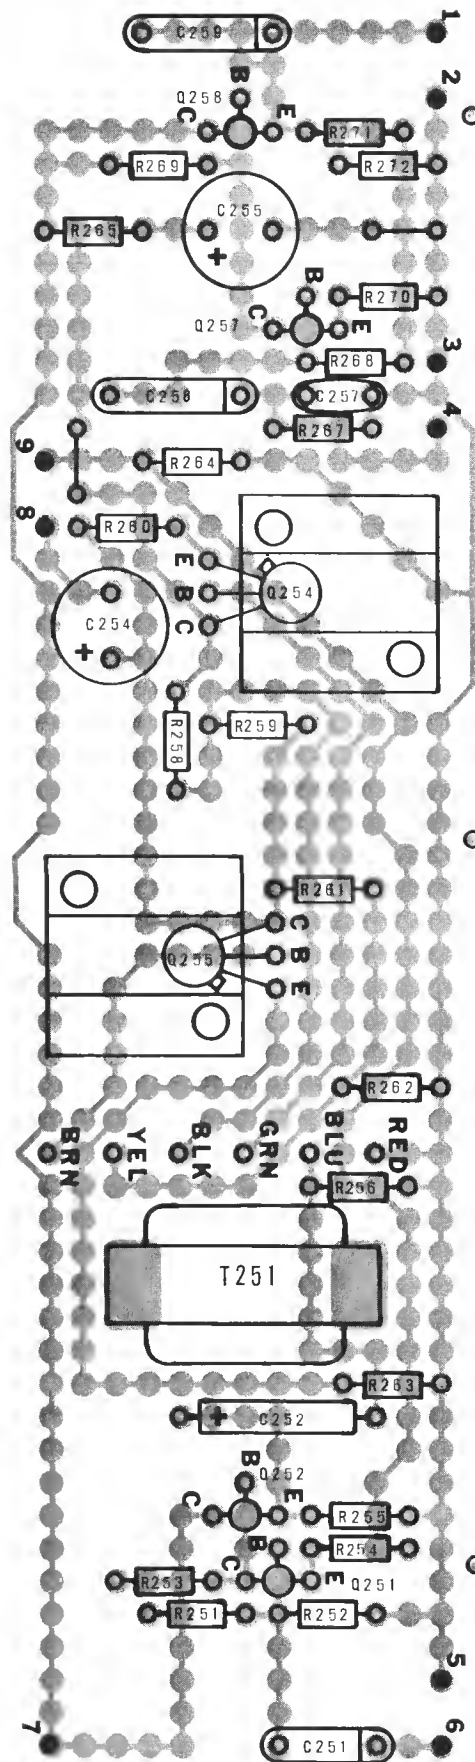 1
C259
2
B
Q258
E
C
R271
R269
R272
C255
R265
+
B
R270
C
E
Q257
3
R268
C258
C257
4
R267
9
R264
8
R260
E
Q254
B
C254
C
+
R258
R259
R261
C
Q255
B
E
R262
BRN
YEL
BLK
GRN
BLU
RED
R256
T251
R263
+
C252
B
Q252
C
E
R255
B
R254
C
R253
E
Q251
R251
R252
5
7
C251
6